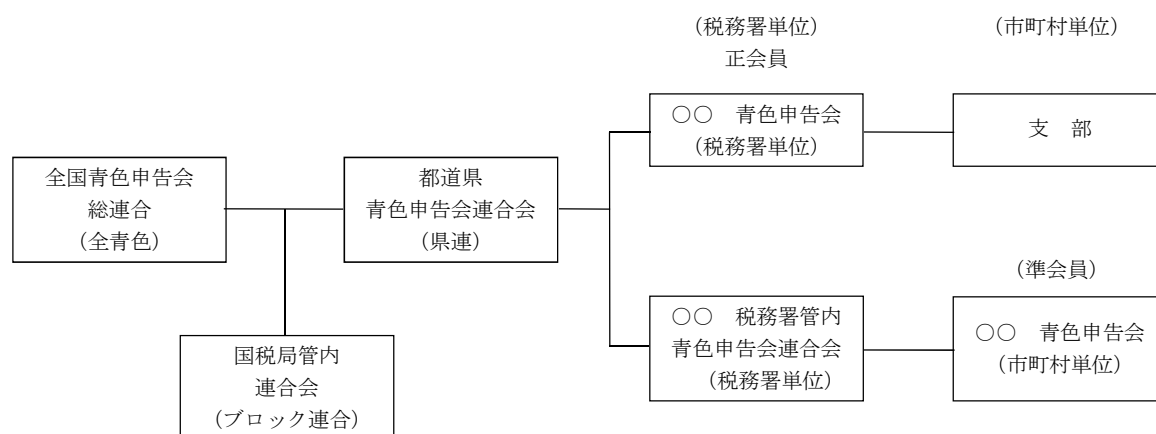 （税務署単位）
正会員
（市町村単位）
○○　青色申告会
（税務署単位）
支　部
全国青色申告会
総連合
（全青色）
都道県
青色申告会連合会
（県連）
（準会員）
○○　税務署管内
青色申告会連合会
（税務署単位）
○○　青色申告会
（市町村単位）
国税局管内
連合会
（ブロック連合）